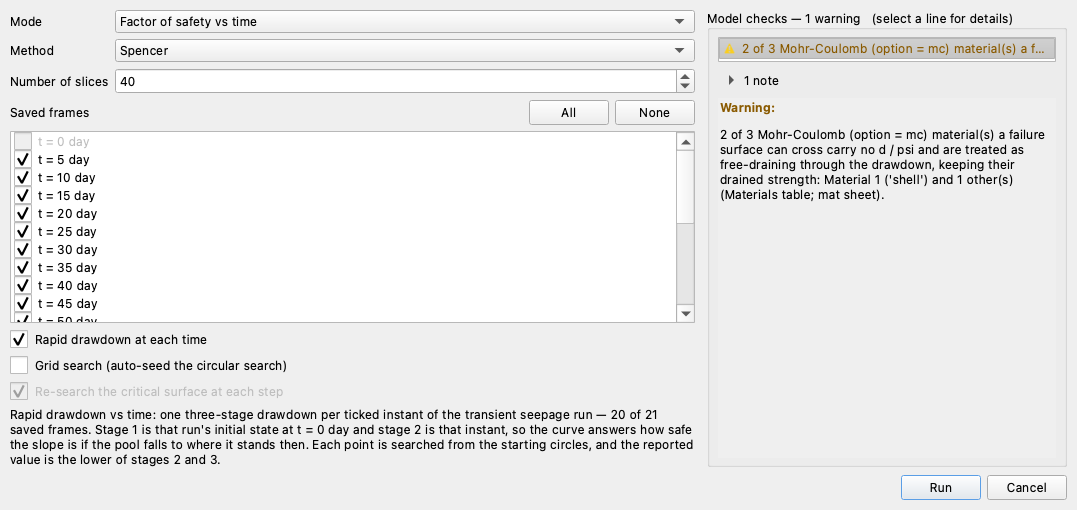 Mode
Factor of safety vs time
Method
Spencer
Number of slices
40
Saved frames
All
None
t = 0 day
t = 5 day
t = 10 day
t = 15 day
t = 20 day
t = 25 day
t = 30 day
t = 35 day
t = 40 day
t = 45 day
t = 50 day
Rapid drawdown at each time
Grid search (auto-seed the circular search)
Re-search the critical surface at each step
Rapid drawdown vs time: one three-stage drawdown per ticked instant of the transient seepage run — 20 of 21
saved frames. Stage 1 is that run's initial state at t = 0 day and stage 2 is that instant, so the curve answers how safe
the slope is if the pool falls to where it stands then. Each point is searched from the starting circles, and the reported
value is the lower of stages 2 and 3.
Model checks — 1 warning (select a line for details)
2 of 3 Mohr-Coulomb (option = mc) material(s) a f...
1 note
Warning:
2 of 3 Mohr-Coulomb (option = mc) material(s) a failure
surface can cross carry no d / psi and are treated as
free-draining through the drawdown, keeping their
drained strength: Material 1 ('shell') and 1 other(s)
(Materials table; mat sheet).
Run
Cancel